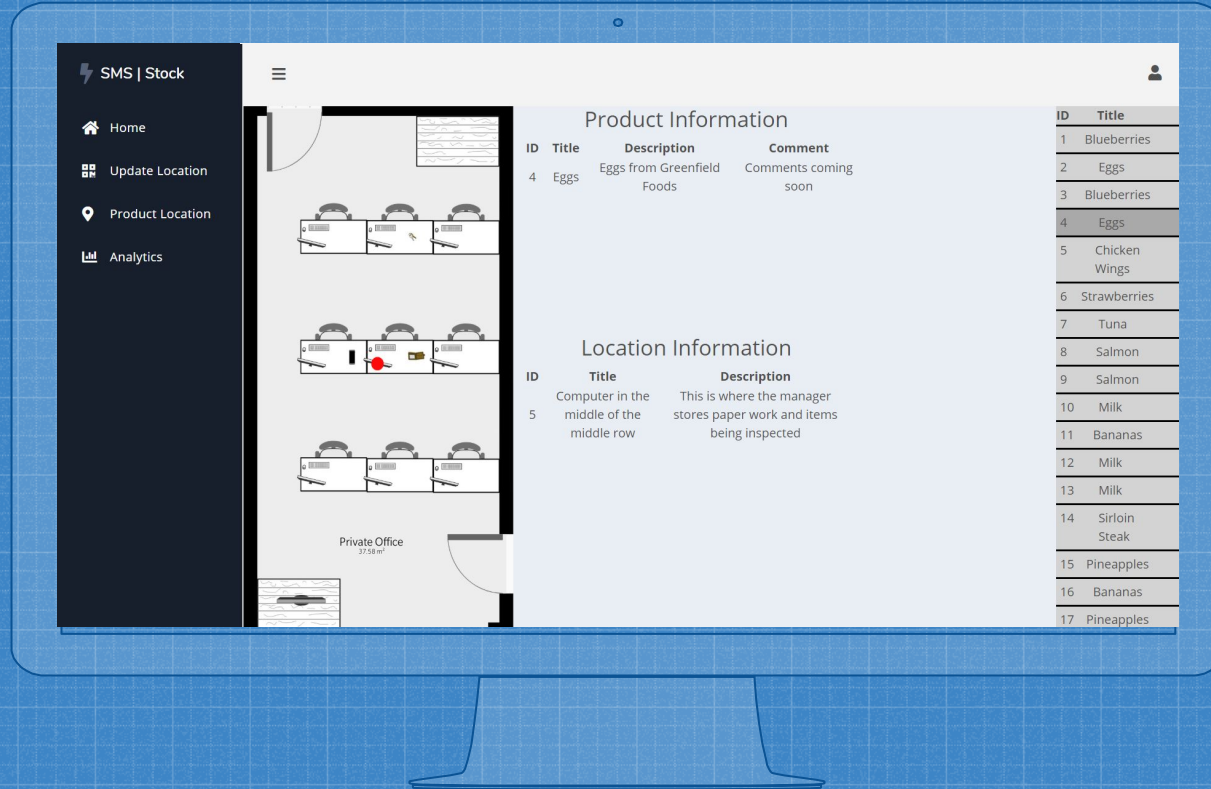 SMS | Stock
Home
Update Location
Product Location
Analytics
Private Office
37.58 m²
Product Information
ID Title Description Comment
4 Eggs Eggs from Greenfield Foods Comments coming soon
Location Information
ID Title Description
5 Computer in the middle of the middle row This is where the manager stores paper work and items being inspected
ID Title
1 Blueberries
2 Eggs
3 Blueberries
4 Eggs
5 Chicken Wings
6 Strawberries
7 Tuna
8 Salmon
9 Salmon
10 Milk
11 Bananas
12 Milk
13 Milk
14 Sirloin Steak
15 Pineapples
16 Bananas
17 Pineapples